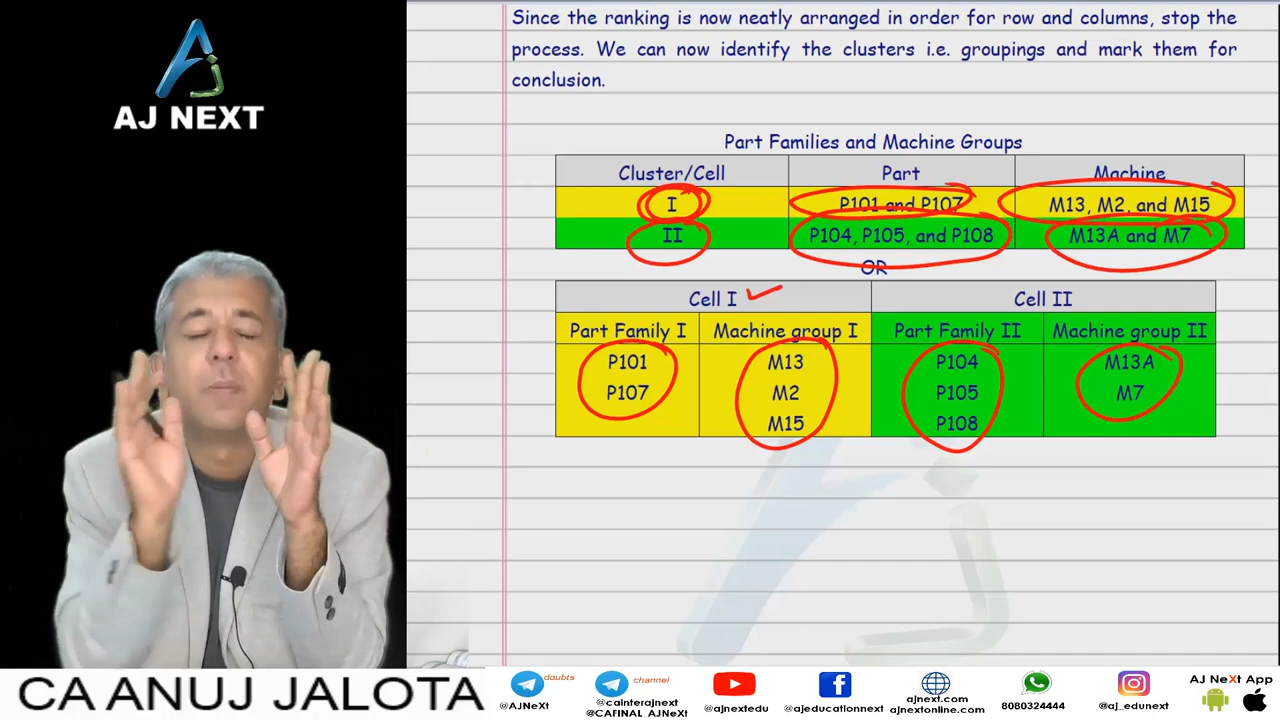 AJ NEXT
Since the ranking is now neatly arranged in order for row and columns, stop the
process. We can now identify the clusters i.e. groupings and mark them for
conclusion.
Part Families and Machine Groups
Cluster/Cell Part Machine
I P101 and P107 M13, M2, and M15
II P104, P105, and P108 M13A and M7
OR
Cell I Cell II
Part Family I Machine group I Part Family II Machine group II
P101 M13 P104 M13A
P107 M2 P105 M7
M15 P108
CA ANUJ JALOTA
doubts
@AJNeXt
channel
@cainterajnext
@CAFINAL_AJNeXt
@ajnextedu
@ajeducationnext
ajnext.com
ajnextonline.com
8080324444
@aj_edunext
AJ NeXt App